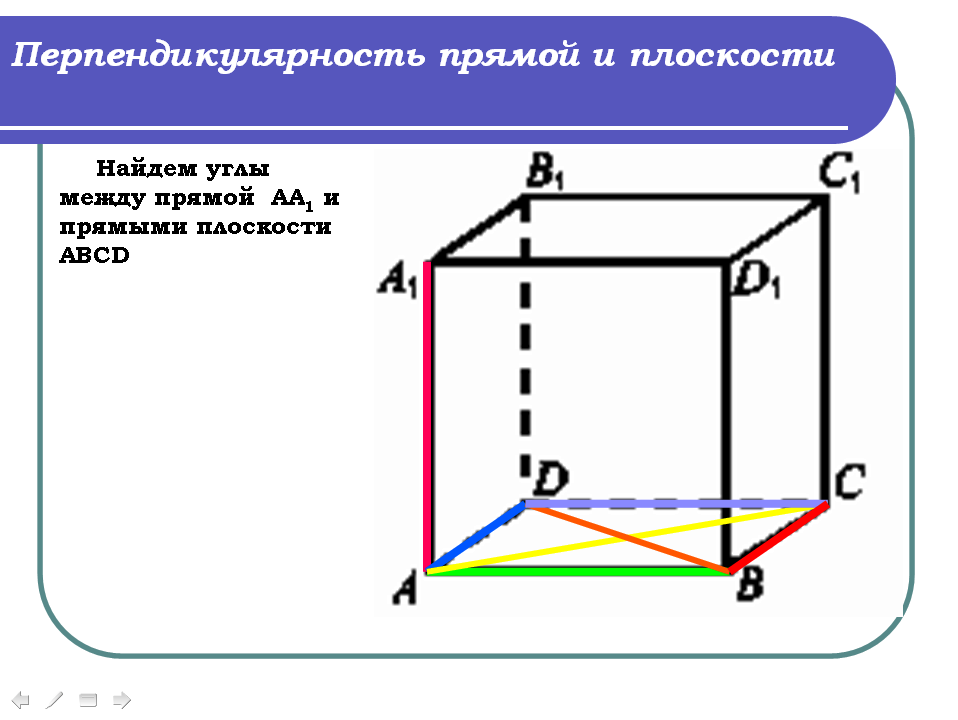 Перпендикулярность прямой и плоскости
Найдем углы
между прямой AA₁ и
прямыми плоскости
ABCD
B₁
C₁
A₁
D₁
D
C
A
B